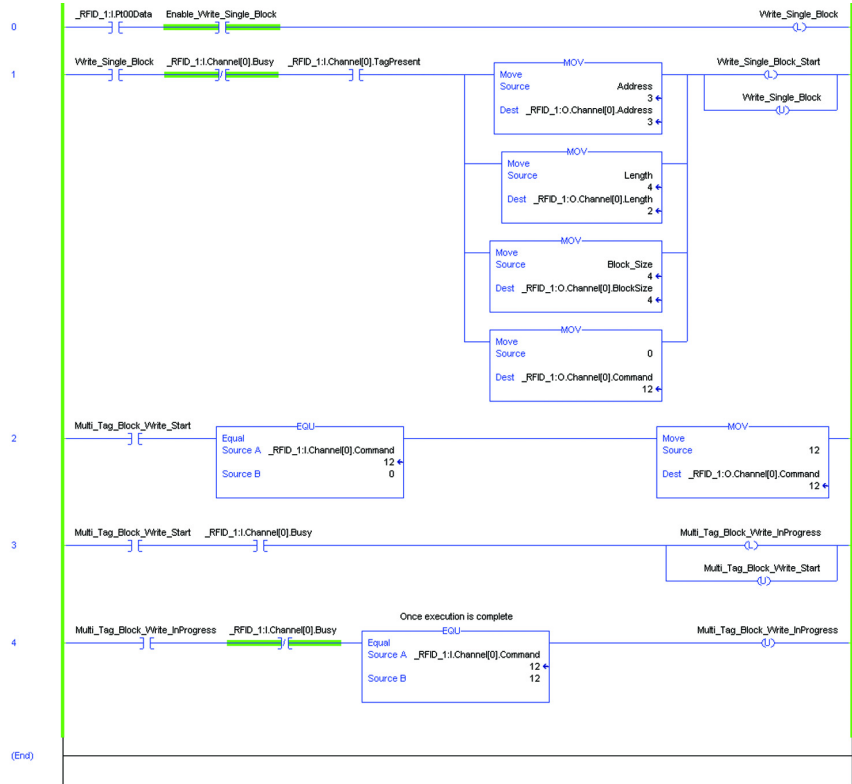 _RFID_1:I.Pt00Data Enable_Write_Single_Block Write_Single_Block
0
Write_Single_Block _RFID_1:I.Channel[0].Busy _RFID_1:I.Channel[0].TagPresent MOV Write_Single_Block_Start
1
Move
Source Address
3
Dest _RFID_1:O.Channel[0].Address
3
Write_Single_Block
MOV
Move
Source Length
4
Dest _RFID_1:O.Channel[0].Length
2
MOV
Move
Source Block_Size
4
Dest _RFID_1:O.Channel[0].BlockSize
4
MOV
Move
Source 0
Dest _RFID_1:O.Channel[0].Command
12
Multi_Tag_Block_Write_Start EQU MOV
2
Equal
Source A _RFID_1:I.Channel[0].Command
12
Source B 0
Move
Source 12
Dest _RFID_1:O.Channel[0].Command
12
Multi_Tag_Block_Write_Start _RFID_1:I.Channel[0].Busy Multi_Tag_Block_Write_InProgress
3
Multi_Tag_Block_Write_Start
Once execution is complete
Multi_Tag_Block_Write_InProgress _RFID_1:I.Channel[0].Busy EQU Multi_Tag_Block_Write_InProgress
4
Equal
Source A _RFID_1:I.Channel[0].Command
12
Source B 12
(End)